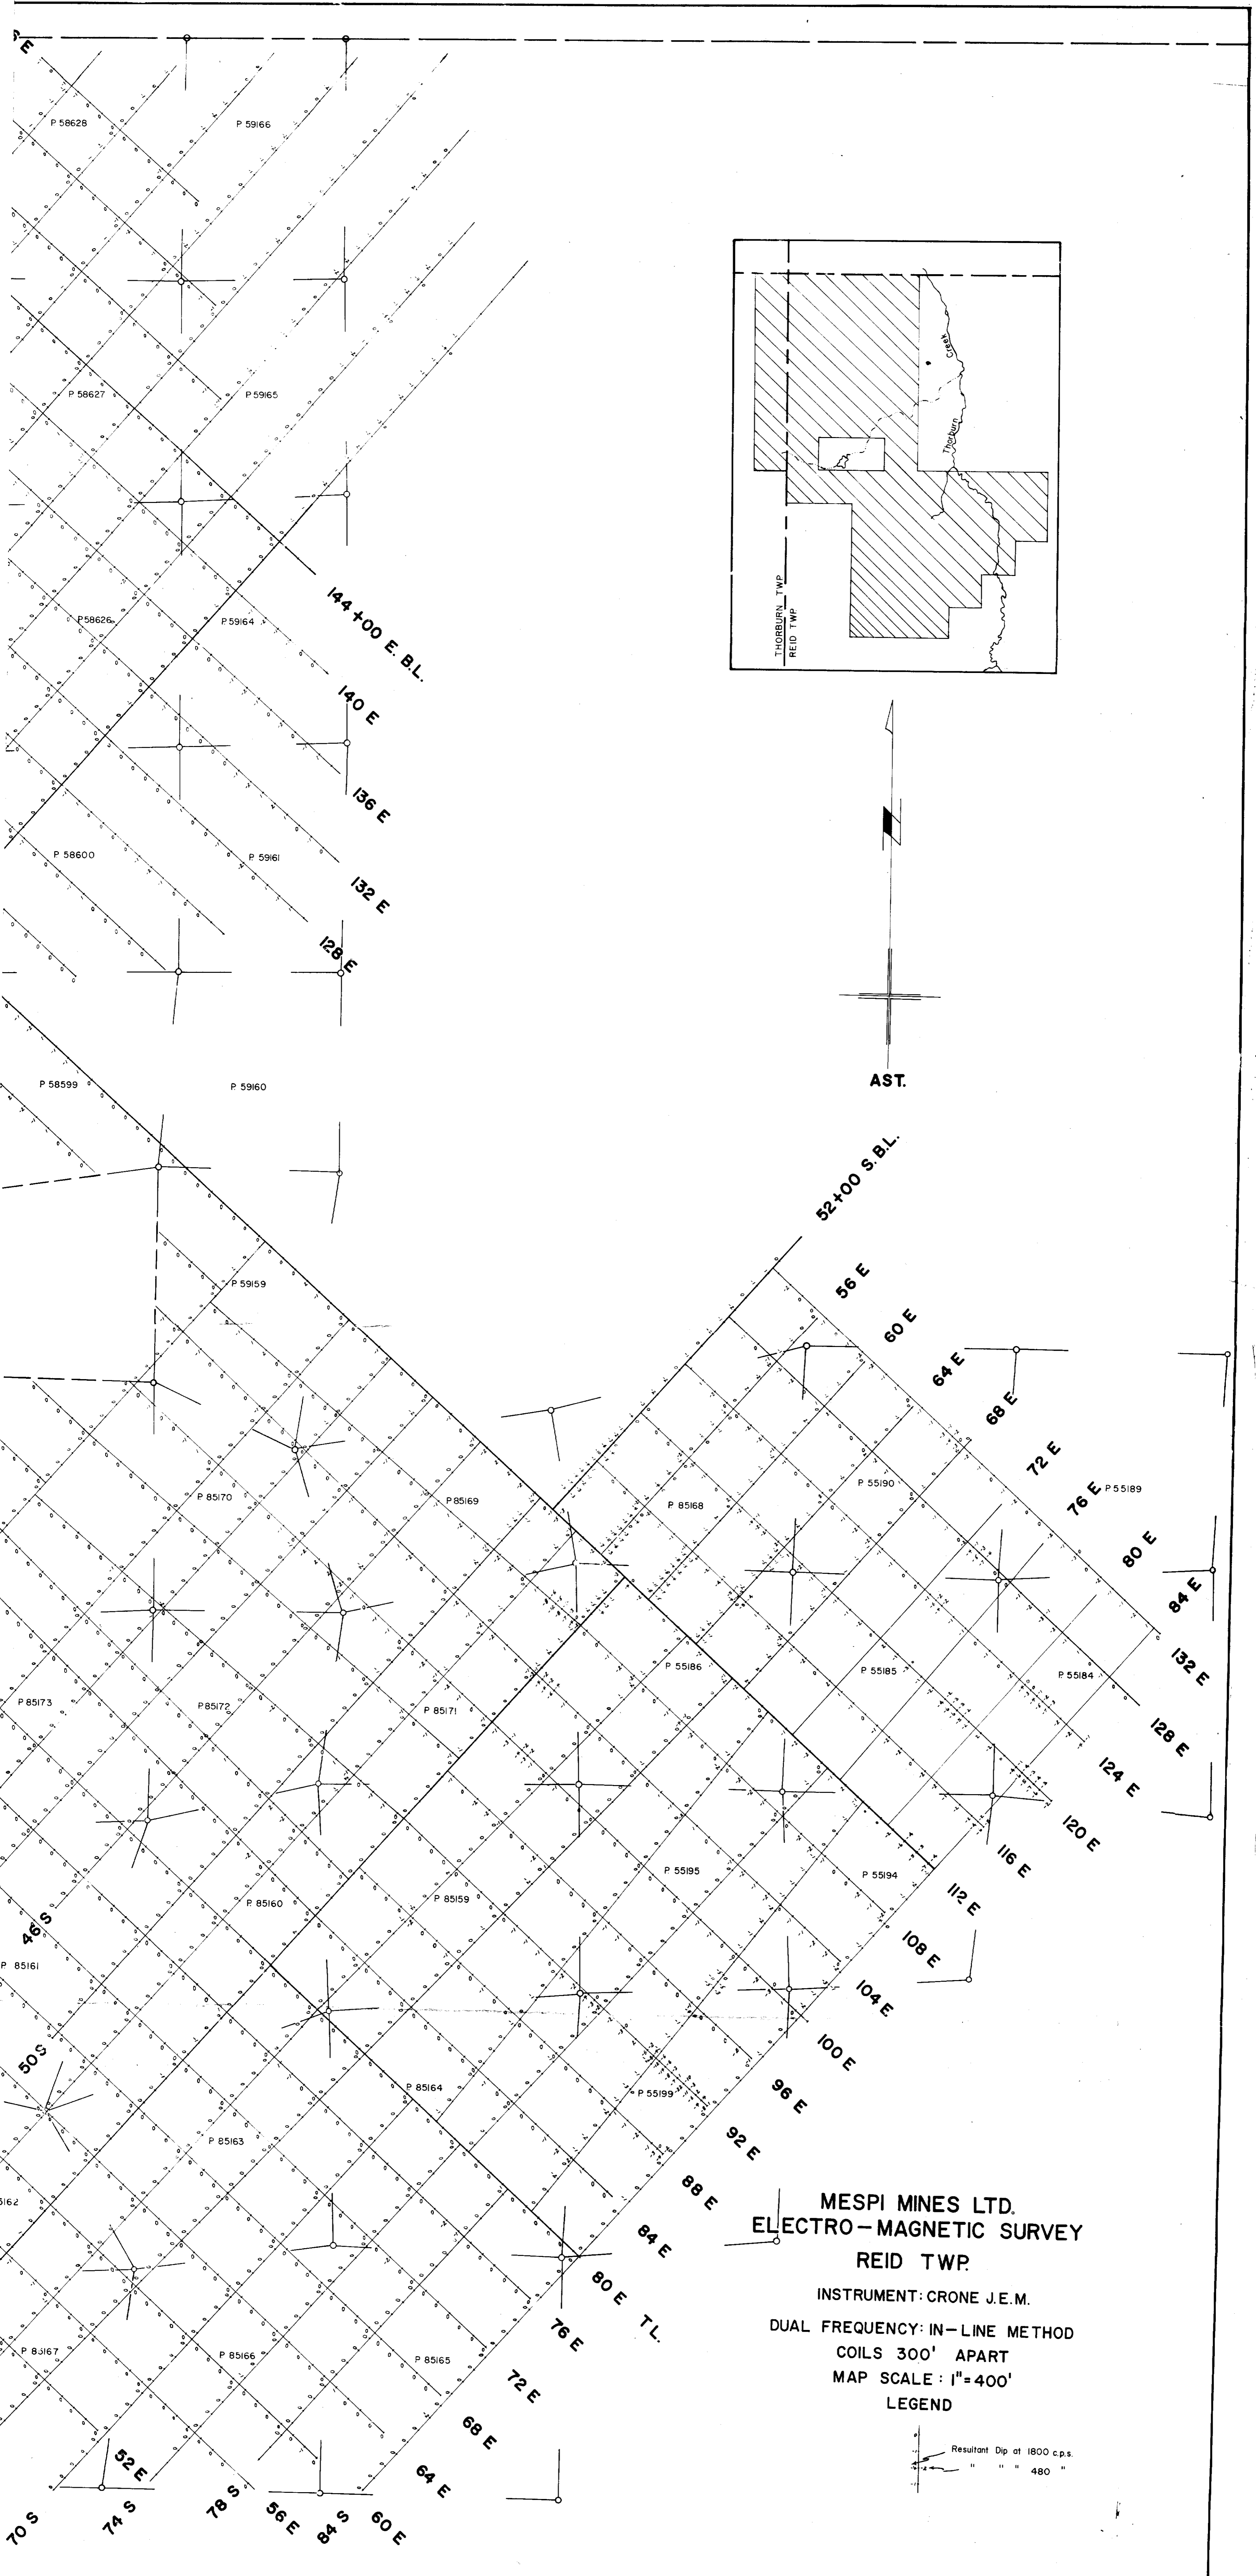 P 58628
P 59166
Creek
Thorburn
P 58627
P 59165
THORBURN TWP
REID TWP
P 58626
P 59164
144+00 E. B.L.
140 E
136 E
P 58600
P 59161
132 E
128 E
AST.
P 58599
P 59160
52+00 S. B.L.
P 59159
56 E
60 E
64 E
68 E
72 E
76 E
P 55189
80 E
84 E
P 85170
P 85169
P 85168
P 55190
132 E
P 55186
P 55185
P 55184
P 85173
P 85172
P 85171
128 E
124 E
120 E
116 E
P 55195
P 55194
112 E
P 85160
P 85159
46 S
108 E
P 85161
104 E
100 E
50 S
P 85164
P 55199
96 E
P 85163
92 E
5162
88 E
84 E
80 E T L.
76 E
72 E
68 E
64 E
MESPI MINES LTD.
ELECTRO-MAGNETIC SURVEY
REID TWP.
INSTRUMENT: CRONE J.E.M.
DUAL FREQUENCY: IN-LINE METHOD
COILS 300' APART
MAP SCALE: 1"=400'
LEGEND
Resultant Dip at 1800 c.p.s.
" " " 480 "
P 85167
P 85166
P 85165
52 E
70 S
74 S
78 S
56 E
84 S
60 E